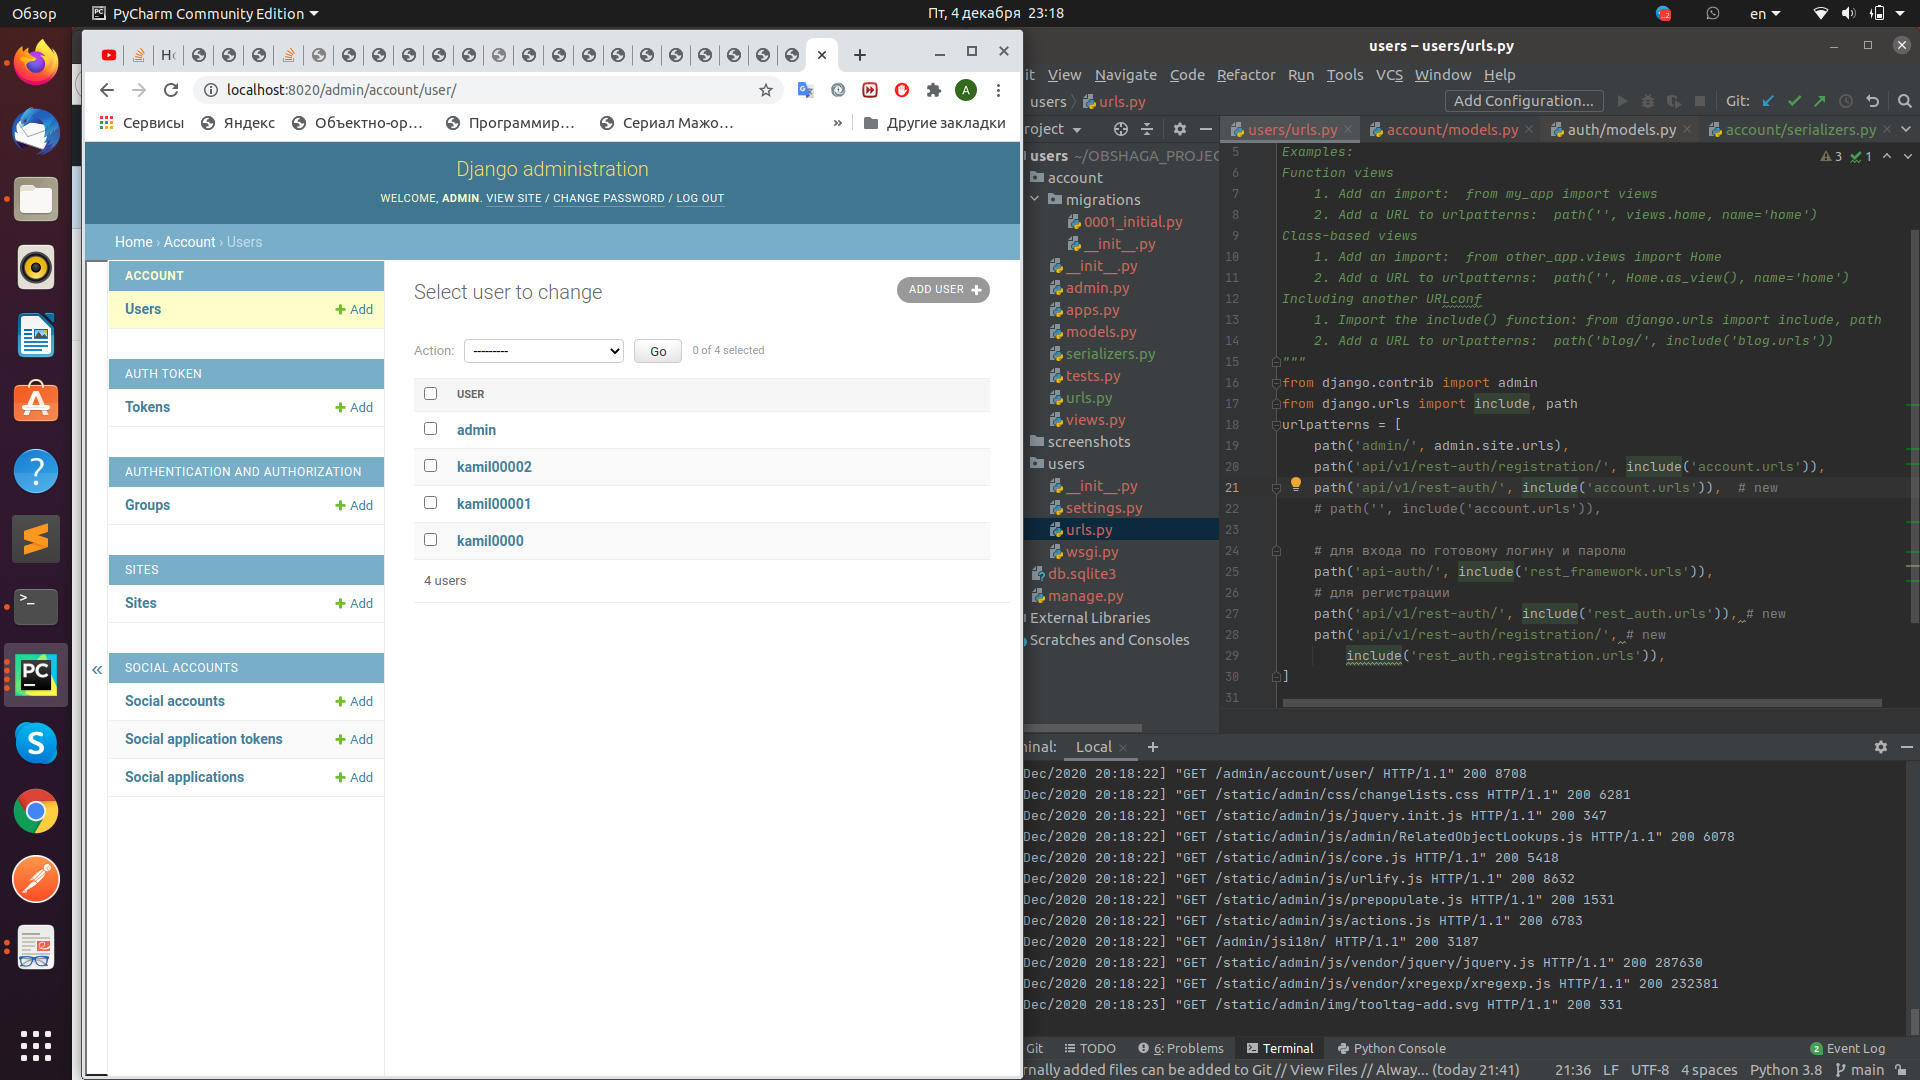 Обзор
PyCharm Community Edition
Пт, 4 декабря 23:18
en
localhost:8020/admin/account/user/
A
Сервисы
Яндекс
Объектно-ор...
Программир...
Сериал Мажо...
»
Другие закладки
Django administration
WELCOME, ADMIN. VIEW SITE / CHANGE PASSWORD / LOG OUT
Home › Account › Users
ACCOUNT
Users
Add
AUTH TOKEN
Tokens
Add
AUTHENTICATION AND AUTHORIZATION
Groups
Add
SITES
Sites
Add
SOCIAL ACCOUNTS
«
Social accounts
Add
Social application tokens
Add
Social applications
Add
Select user to change
ADD USER
Action:
---------
Go
0 of 4 selected
USER
admin
kamil00002
kamil00001
kamil0000
4 users
users – users/urls.py
it View Navigate Code Refactor Run Tools VCS Window Help
users
urls.py
Add Configuration...
Git:
roject
users/urls.py
account/models.py
auth/models.py
account/serializers.py
users ~/OBSHAGA_PROJEC
account
migrations
0001_initial.py
__init__.py
__init__.py
admin.py
apps.py
models.py
serializers.py
tests.py
urls.py
views.py
screenshots
users
__init__.py
settings.py
urls.py
wsgi.py
db.sqlite3
manage.py
External Libraries
Scratches and Consoles
3
1
5 Examples:
6 Function views
7 1. Add an import: from my_app import views
8 2. Add a URL to urlpatterns: path('', views.home, name='home')
9 Class-based views
10 1. Add an import: from other_app.views import Home
11 2. Add a URL to urlpatterns: path('', Home.as_view(), name='home')
12 Including another URLconf
13 1. Import the include() function: from django.urls import include, path
14 2. Add a URL to urlpatterns: path('blog/', include('blog.urls'))
15 """
16 from django.contrib import admin
17 from django.urls import include, path
18 urlpatterns = [
19 path('admin/', admin.site.urls),
20 path('api/v1/rest-auth/registration/', include('account.urls')),
21 path('api/v1/rest-auth/', include('account.urls')), # new
22 # path('', include('account.urls')),
23
24 # для входа по готовому логину и паролю
25 path('api-auth/', include('rest_framework.urls')),
26 # для регистрации
27 path('api/v1/rest-auth/', include('rest_auth.urls')), # new
28 path('api/v1/rest-auth/registration/', # new
29 include('rest_auth.registration.urls')),
30 ]
31
ninal:
Local
Dec/2020 20:18:22] "GET /admin/account/user/ HTTP/1.1" 200 8708
Dec/2020 20:18:22] "GET /static/admin/css/changelists.css HTTP/1.1" 200 6281
Dec/2020 20:18:22] "GET /static/admin/js/jquery.init.js HTTP/1.1" 200 347
Dec/2020 20:18:22] "GET /static/admin/js/admin/RelatedObjectLookups.js HTTP/1.1" 200 6078
Dec/2020 20:18:22] "GET /static/admin/js/core.js HTTP/1.1" 200 5418
Dec/2020 20:18:22] "GET /static/admin/js/urlify.js HTTP/1.1" 200 8632
Dec/2020 20:18:22] "GET /static/admin/js/prepopulate.js HTTP/1.1" 200 1531
Dec/2020 20:18:22] "GET /static/admin/js/actions.js HTTP/1.1" 200 6783
Dec/2020 20:18:22] "GET /admin/jsi18n/ HTTP/1.1" 200 3187
Dec/2020 20:18:22] "GET /static/admin/js/vendor/jquery/jquery.js HTTP/1.1" 200 287630
Dec/2020 20:18:22] "GET /static/admin/js/vendor/xregexp/xregexp.js HTTP/1.1" 200 232381
Dec/2020 20:18:23] "GET /static/admin/img/tooltag-add.svg HTTP/1.1" 200 331
Git
TODO
6: Problems
Terminal
Python Console
2 Event Log
rnally added files can be added to Git // View Files // Alway... (today 21:41)
21:36 LF UTF-8 4 spaces Python 3.8 main